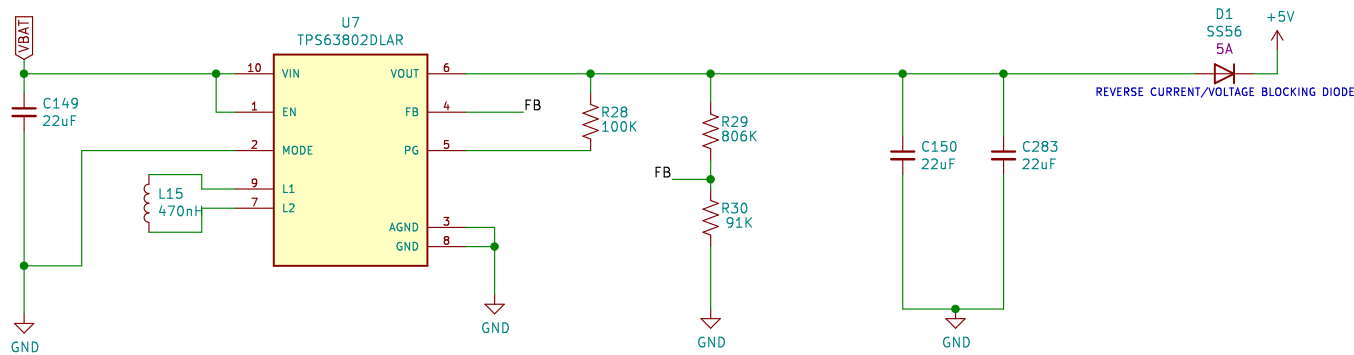 VBAT
U7
TPS63802DLAR
D1
SS56
5A
+5V
REVERSE CURRENT/VOLTAGE BLOCKING DIODE
10 VIN
VOUT 6
1 EN
FB 4
FB
2 MODE
PG 5
9 L1
7 L2
AGND 3
GND 8
C149
22uF
L15
470nH
R28
100K
R29
806K
FB
R30
91K
C150
22uF
C283
22uF
GND
GND
GND
GND